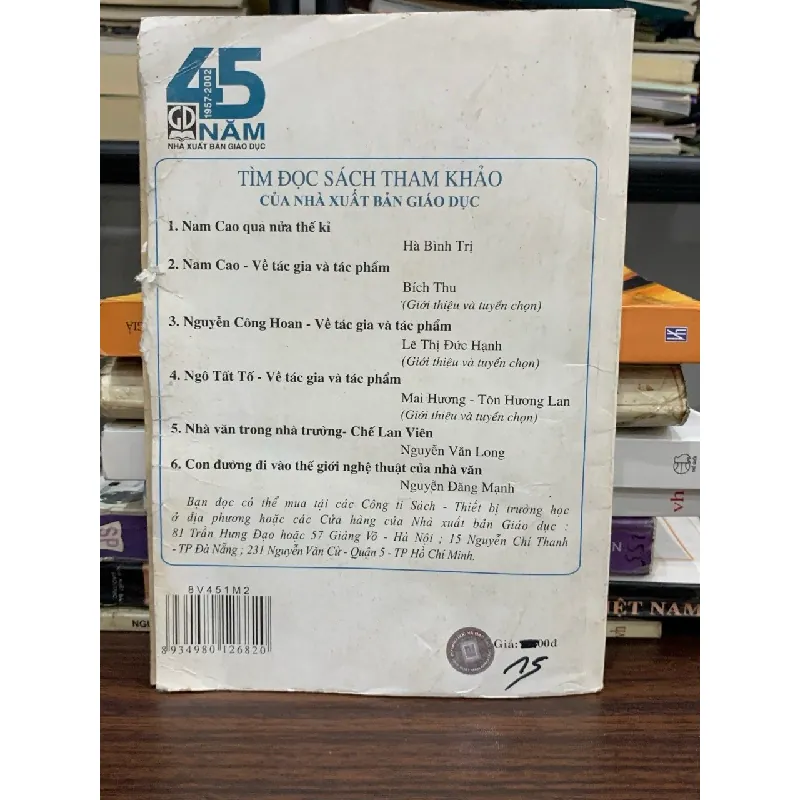 45
1957-2002
GD
NĂM
NHÀ XUẤT BẢN GIÁO DỤC
TÌM ĐỌC SÁCH THAM KHẢO
CỦA NHÀ XUẤT BẢN GIÁO DỤC
1. Nam Cao qua nửa thế kỉ
Hà Bình Trị
2. Nam Cao - Về tác gia và tác phẩm
Bích Thu
(Giới thiệu và tuyển chọn)
3. Nguyễn Công Hoan - Về tác gia và tác phẩm
Lê Thị Đức Hạnh
(Giới thiệu và tuyển chọn)
4. Ngô Tất Tố - Về tác gia và tác phẩm
Mai Hương - Tôn Hương Lan
(Giới thiệu và tuyển chọn)
5. Nhà văn trong nhà trường- Chế Lan Viên
Nguyễn Văn Long
6. Con đường đi vào thế giới nghệ thuật của nhà văn
Nguyễn Đăng Mạnh
Bạn đọc có thể mua tại các Công ti Sách - Thiết bị trường học
ở địa phương hoặc các Cửa hàng của Nhà xuất bản Giáo dục :
81 Trần Hưng Đạo hoặc 57 Giảng Võ - Hà Nội ; 15 Nguyễn Chí Thanh
- TP Đà Nẵng ; 231 Nguyễn Văn Cừ - Quận 5 - TP Hồ Chí Minh.
8V451M2
8934980126820
Giá: 00đ
15
VIỆT NAM
vh